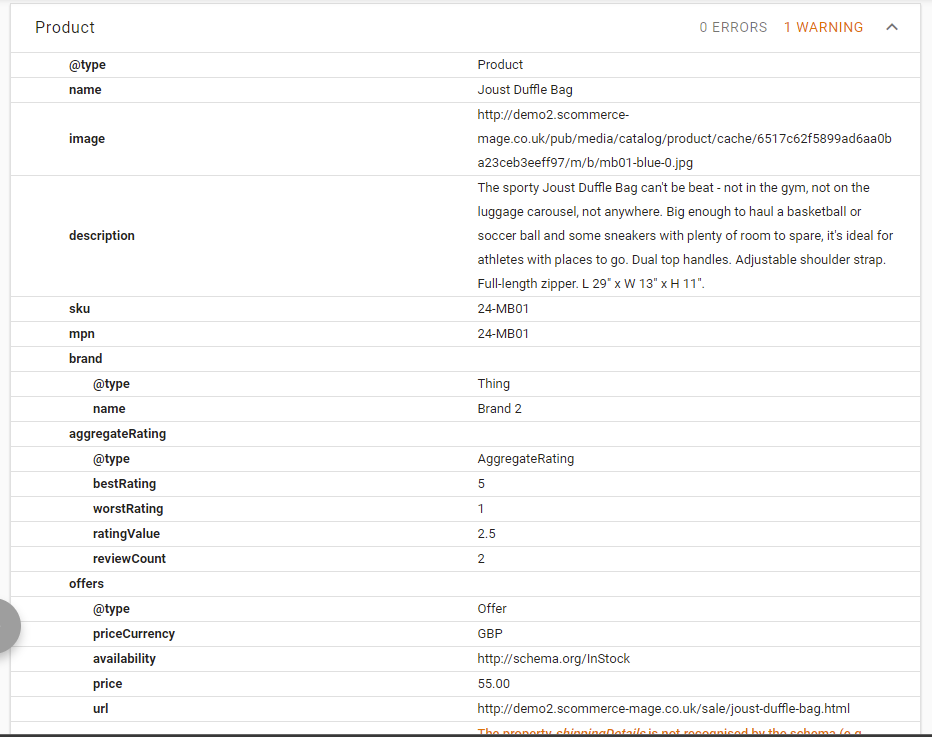 Product 0 ERRORS 1 WARNING
@type Product
name Joust Duffle Bag
http://demo2.scommerce-
image mage.co.uk/pub/media/catalog/product/cache/6517c62f5899ad6aa0b
a23ceb3eeff97/m/b/mb01-blue-0.jpg
The sporty Joust Duffle Bag can't be beat - not in the gym, not on the
luggage carousel, not anywhere. Big enough to haul a basketball or
description soccer ball and some sneakers with plenty of room to spare, it's ideal for
athletes with places to go. Dual top handles. Adjustable shoulder strap.
Full-length zipper. L 29" x W 13" x H 11".
sku 24-MB01
mpn 24-MB01
brand
@type Thing
name Brand 2
aggregateRating
@type AggregateRating
bestRating 5
worstRating 1
ratingValue 2.5
reviewCount 2
offers
@type Offer
priceCurrency GBP
availability http://schema.org/InStock
price 55.00
url http://demo2.scommerce-mage.co.uk/sale/joust-duffle-bag.html
The property shippingDetails is not recognised by the schema (e.g.